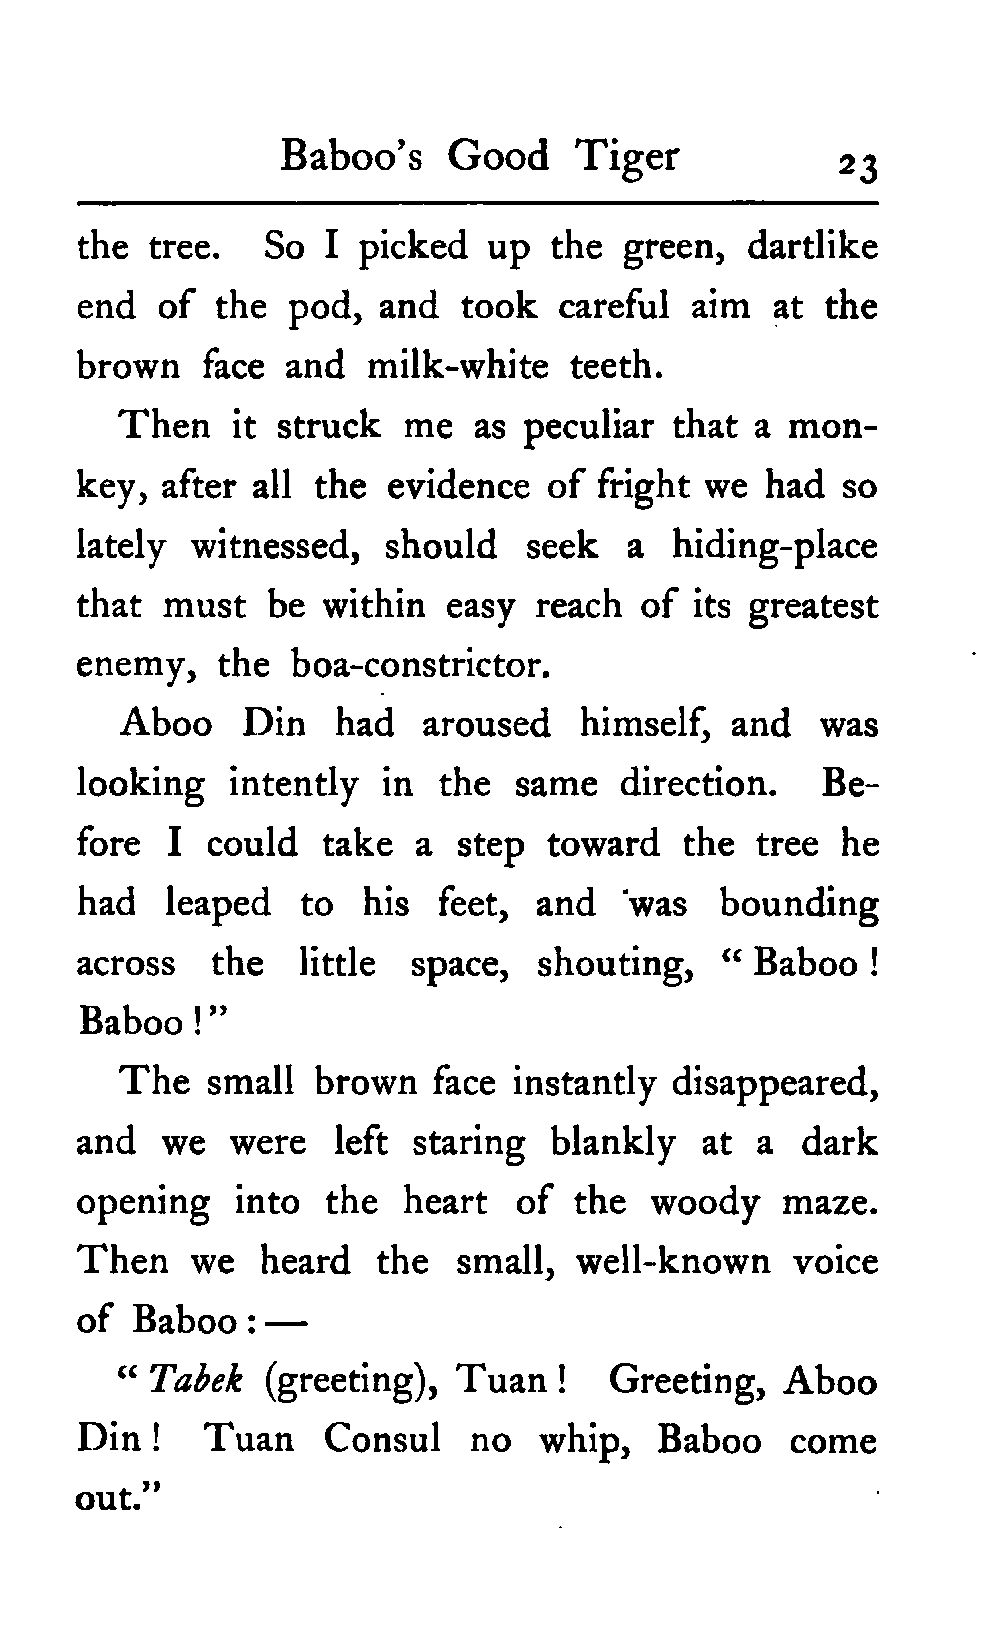 Baboo's Good Tiger 23
the tree. So I picked up the green, dartlike
end of the pod, and took careful aim at the
brown face and milk-white teeth.
Then it struck me as peculiar that a mon-
key, after all the evidence of fright we had so
lately witnessed, should seek a hiding-place
that must be within easy reach of its greatest
enemy, the boa-constrictor.
Aboo Din had aroused himself, and was
looking intently in the same direction. Be-
fore I could take a step toward the tree he
had leaped to his feet, and was bounding
across the little space, shouting, “ Baboo !
Baboo !”
The small brown face instantly disappeared,
and we were left staring blankly at a dark
opening into the heart of the woody maze.
Then we heard the small, well-known voice
of Baboo : —
“ Tabek (greeting), Tuan ! Greeting, Aboo
Din ! Tuan Consul no whip, Baboo come
out.”